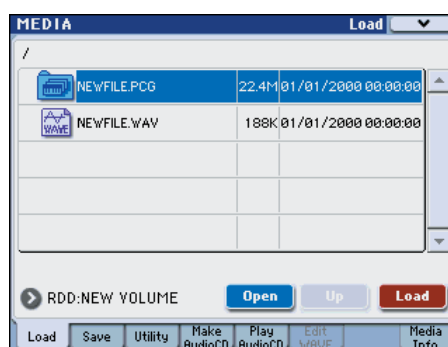 MEDIA Load
/
NEWFILE.PCG 22.4M 01/01/2000 00:00:00
WAVE NEWFILE.WAV 188K 01/01/2000 00:00:00
RDD:NEW VOLUME Open Up Load
Load Save Utility Make AudioCD Play AudioCD Edit WAVE Media Info